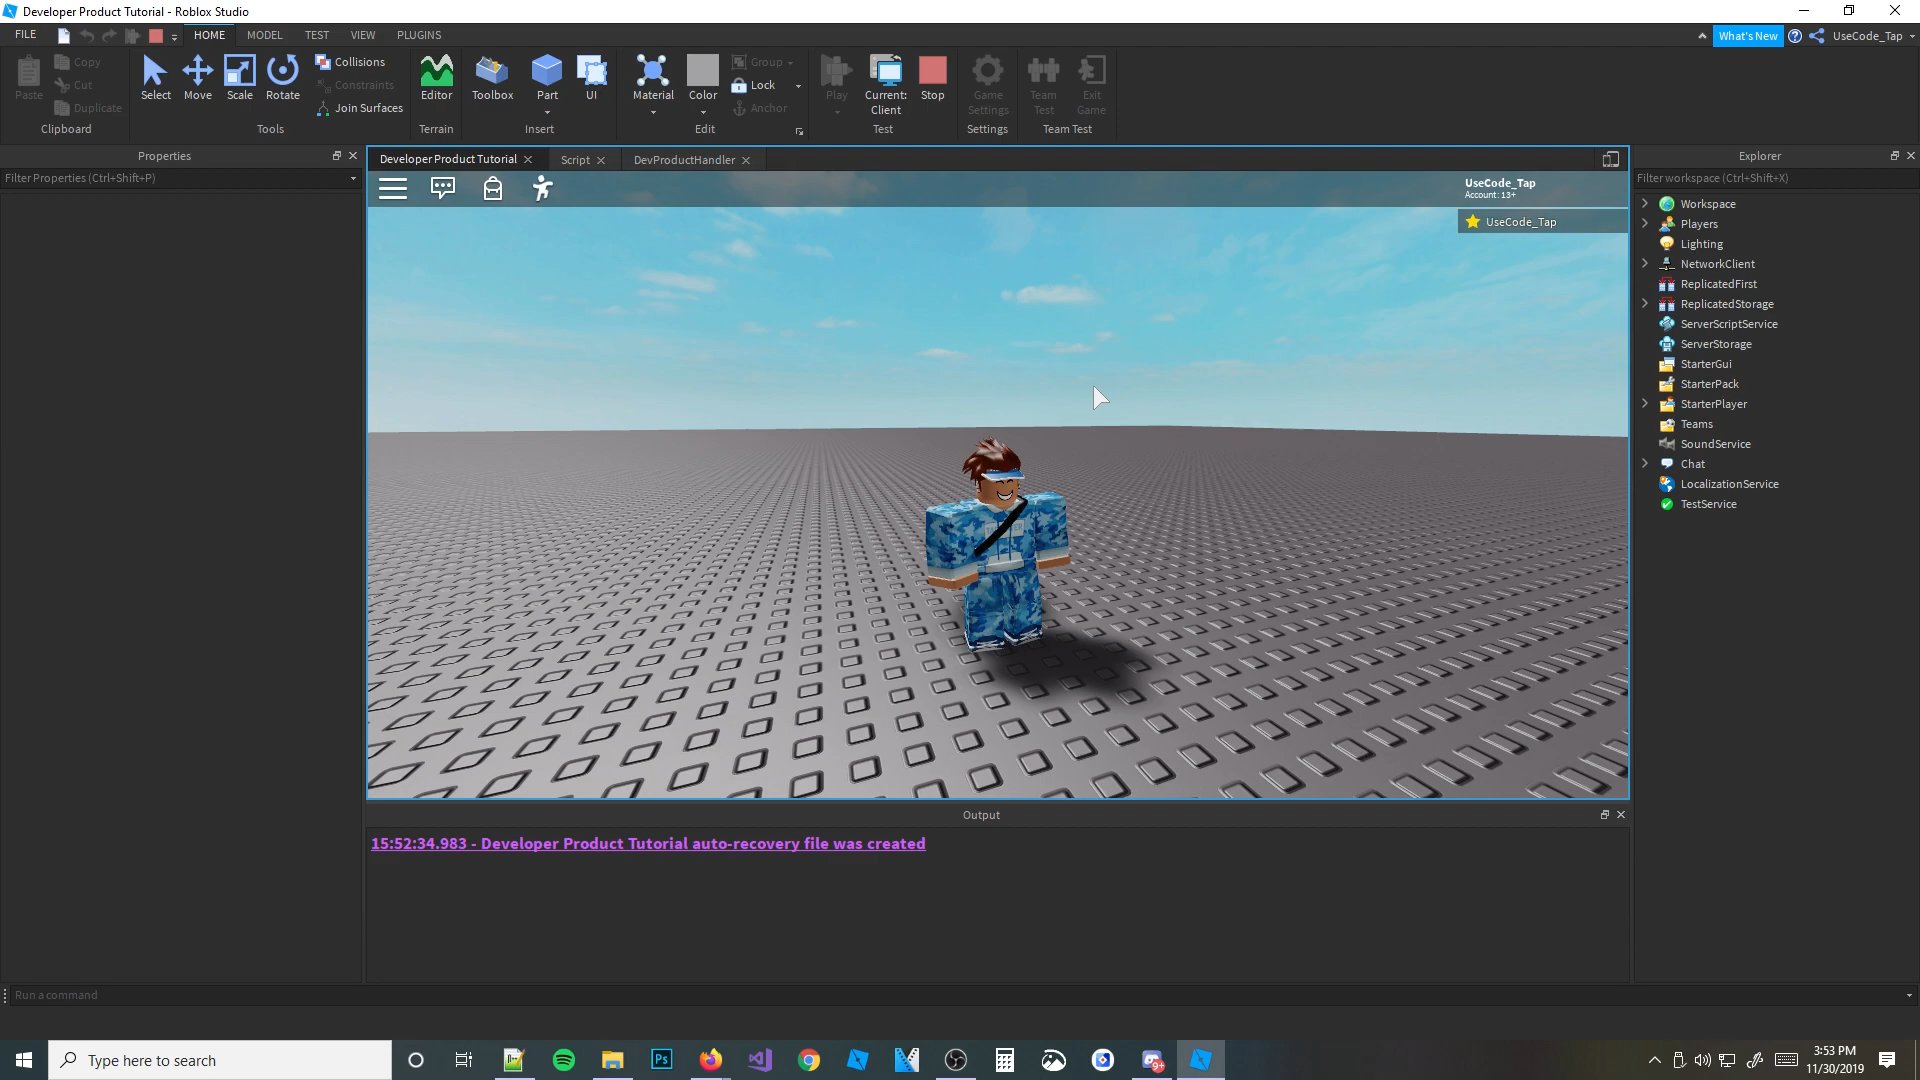 Developer Product Tutorial - Roblox Studio
FILE
HOME
MODEL
TEST
VIEW
PLUGINS
What's New
UseCode_Tap
Paste
Copy
Cut
Duplicate
Clipboard
Select
Move
Scale
Rotate
Collisions
Constraints
Join Surfaces
Tools
Editor
Terrain
Toolbox
Part
UI
Insert
Material
Color
Group
Lock
Anchor
Edit
Play
Current:
Client
Stop
Test
Game
Settings
Settings
Team
Test
Exit
Game
Team Test
Properties
Filter Properties (Ctrl+Shift+P)
Developer Product Tutorial
Script
DevProductHandler
UseCode_Tap
Account: 13+
UseCode_Tap
Explorer
Filter workspace (Ctrl+Shift+X)
Workspace
Players
Lighting
NetworkClient
ReplicatedFirst
ReplicatedStorage
ServerScriptService
ServerStorage
StarterGui
StarterPack
StarterPlayer
Teams
SoundService
Chat
LocalizationService
TestService
Output
15:52:34.983 - Developer Product Tutorial auto-recovery file was created
Run a command
Type here to search
Ps
9+
3:53 PM
11/30/2019